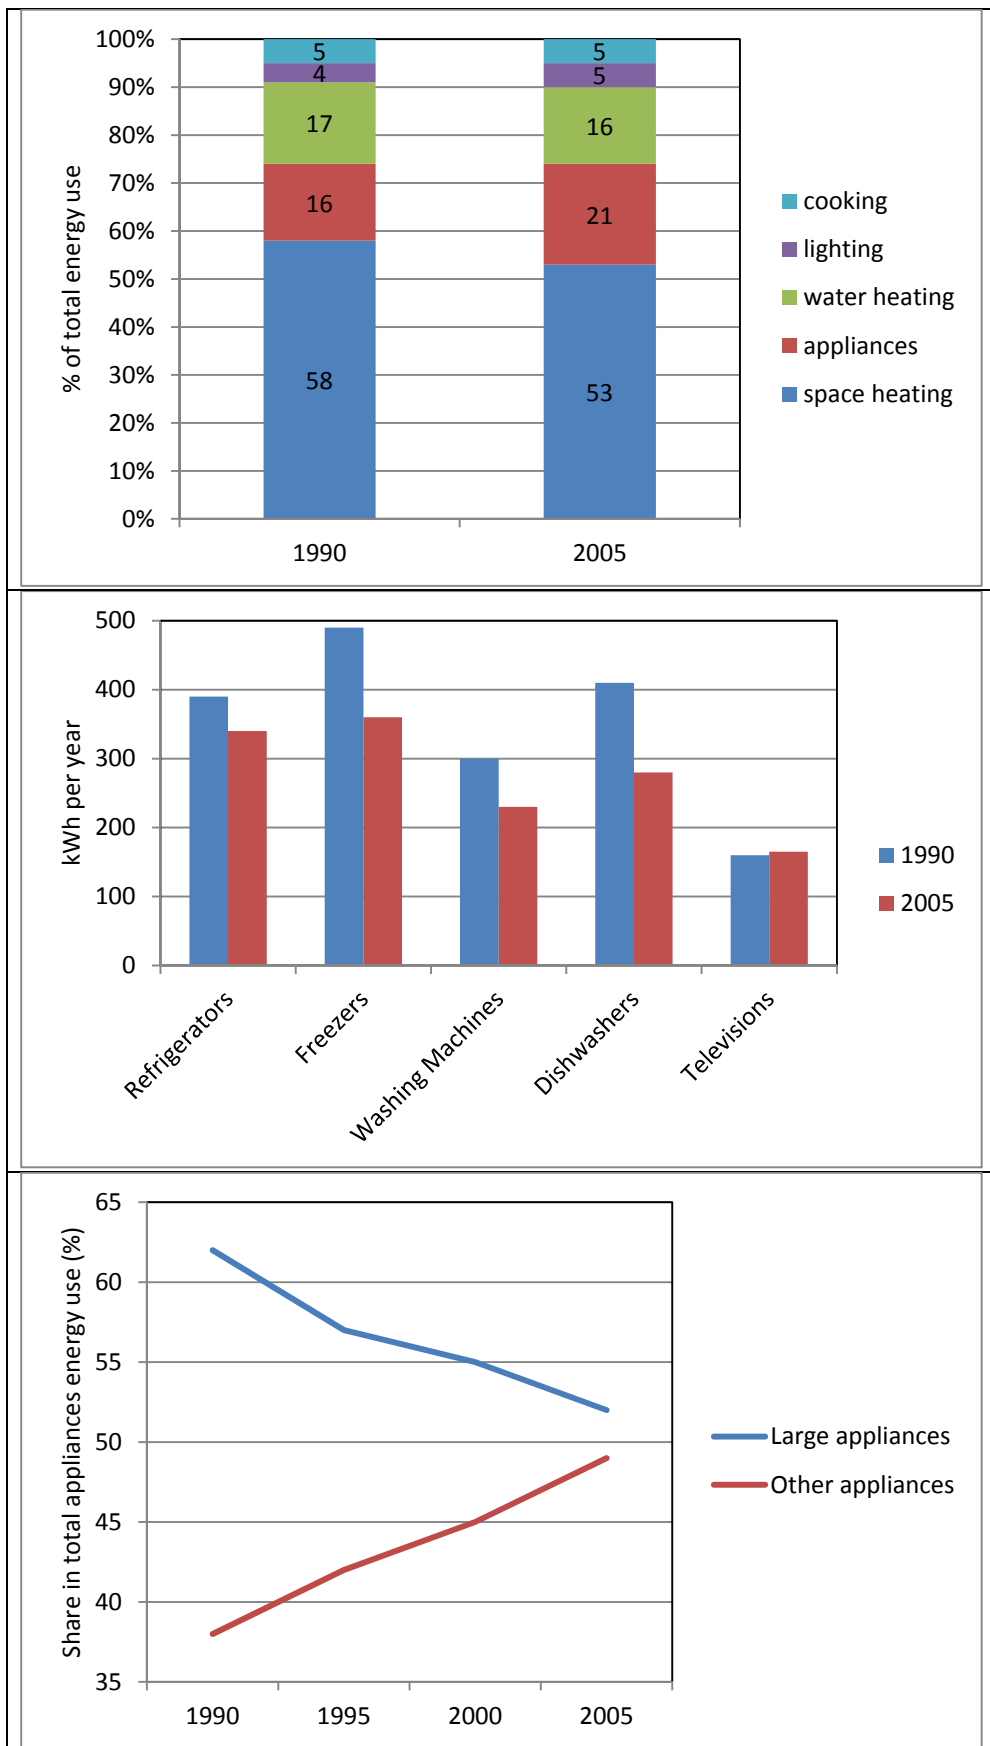 % of total energy use
100%
90%
80%
70%
60%
50%
40%
30%
20%
10%
0%
5
4
17
16
58
5
5
16
21
53
1990
2005
cooking
lighting
water heating
appliances
space heating
kWh per year
500
400
300
200
100
0
Refrigerators
Freezers
Washing Machines
Dishwashers
Televisions
1990
2005
Share in total appliances energy use (%)
65
60
55
50
45
40
35
1990
1995
2000
2005
Large appliances
Other appliances